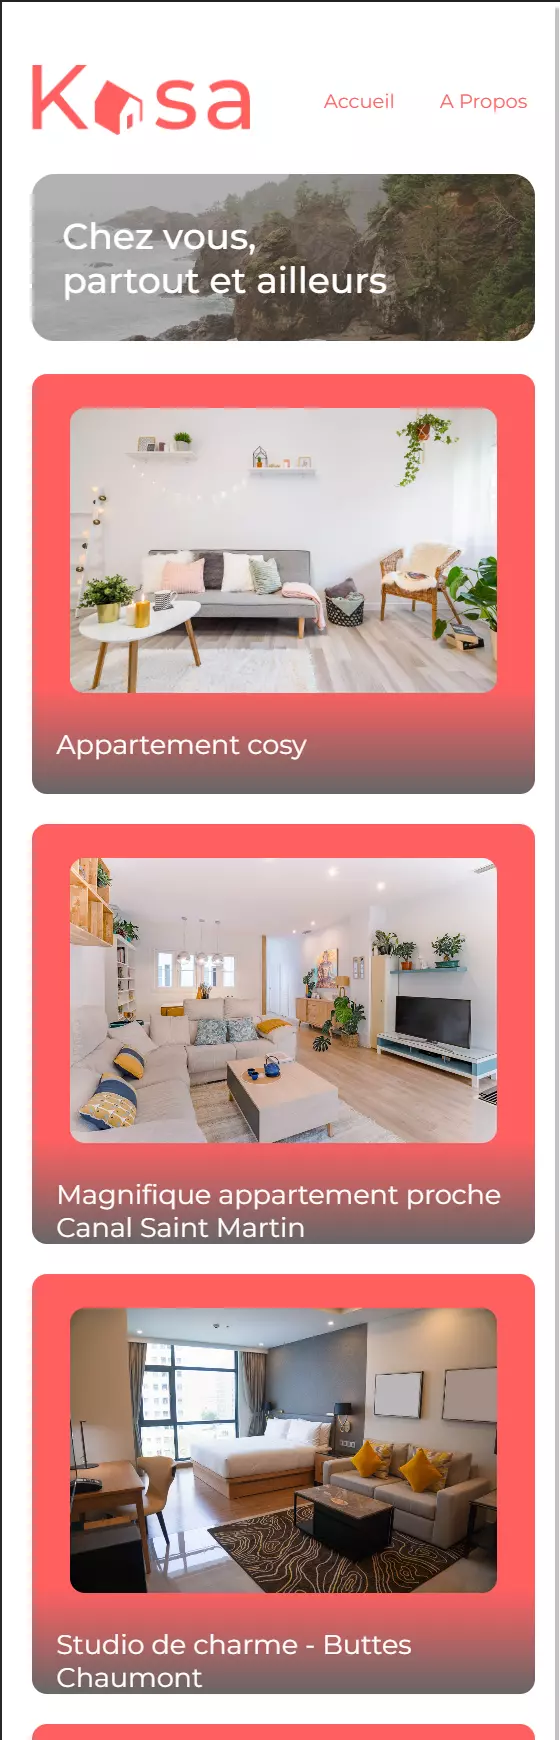 Kasa
Accueil
A Propos
Chez vous,
partout et ailleurs
Appartement cosy
Magnifique appartement proche
Canal Saint Martin
Studio de charme - Buttes
Chaumont